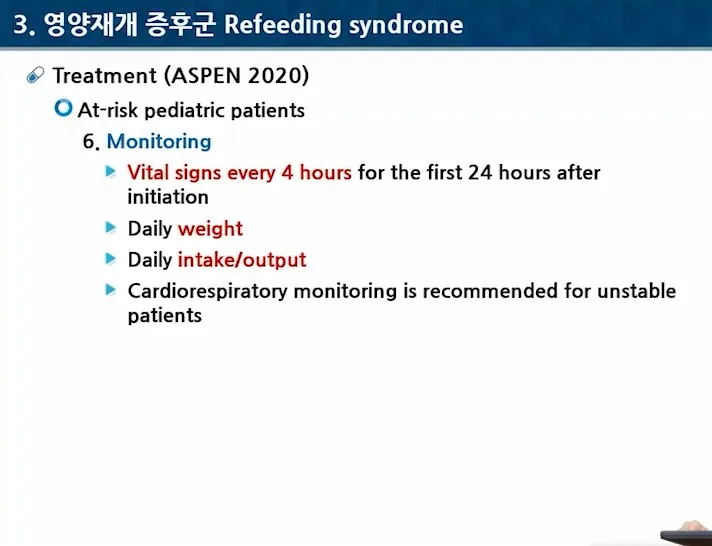 3. 영양재개 증후군 Refeeding syndrome
Treatment (ASPEN 2020)
At-risk pediatric patients
6. Monitoring
Vital signs every 4 hours for the first 24 hours after
initiation
Daily weight
Daily intake/output
Cardiorespiratory monitoring is recommended for unstable
patients